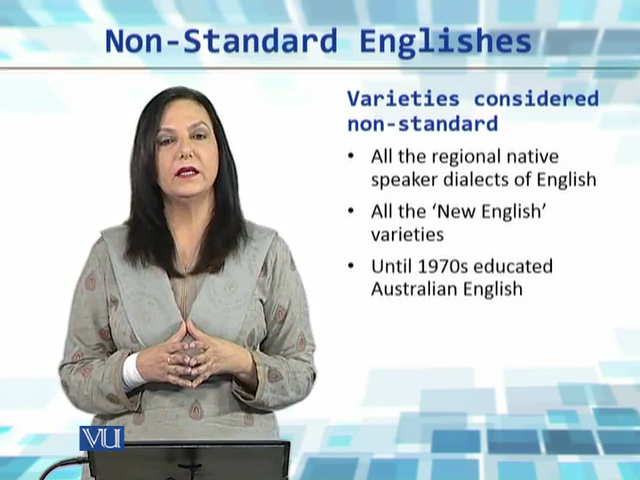 Non-Standard Englishes
Varieties considered
non-standard
• All the regional native
speaker dialects of English
• All the ‘New English’
varieties
• Until 1970s educated
Australian English
VU